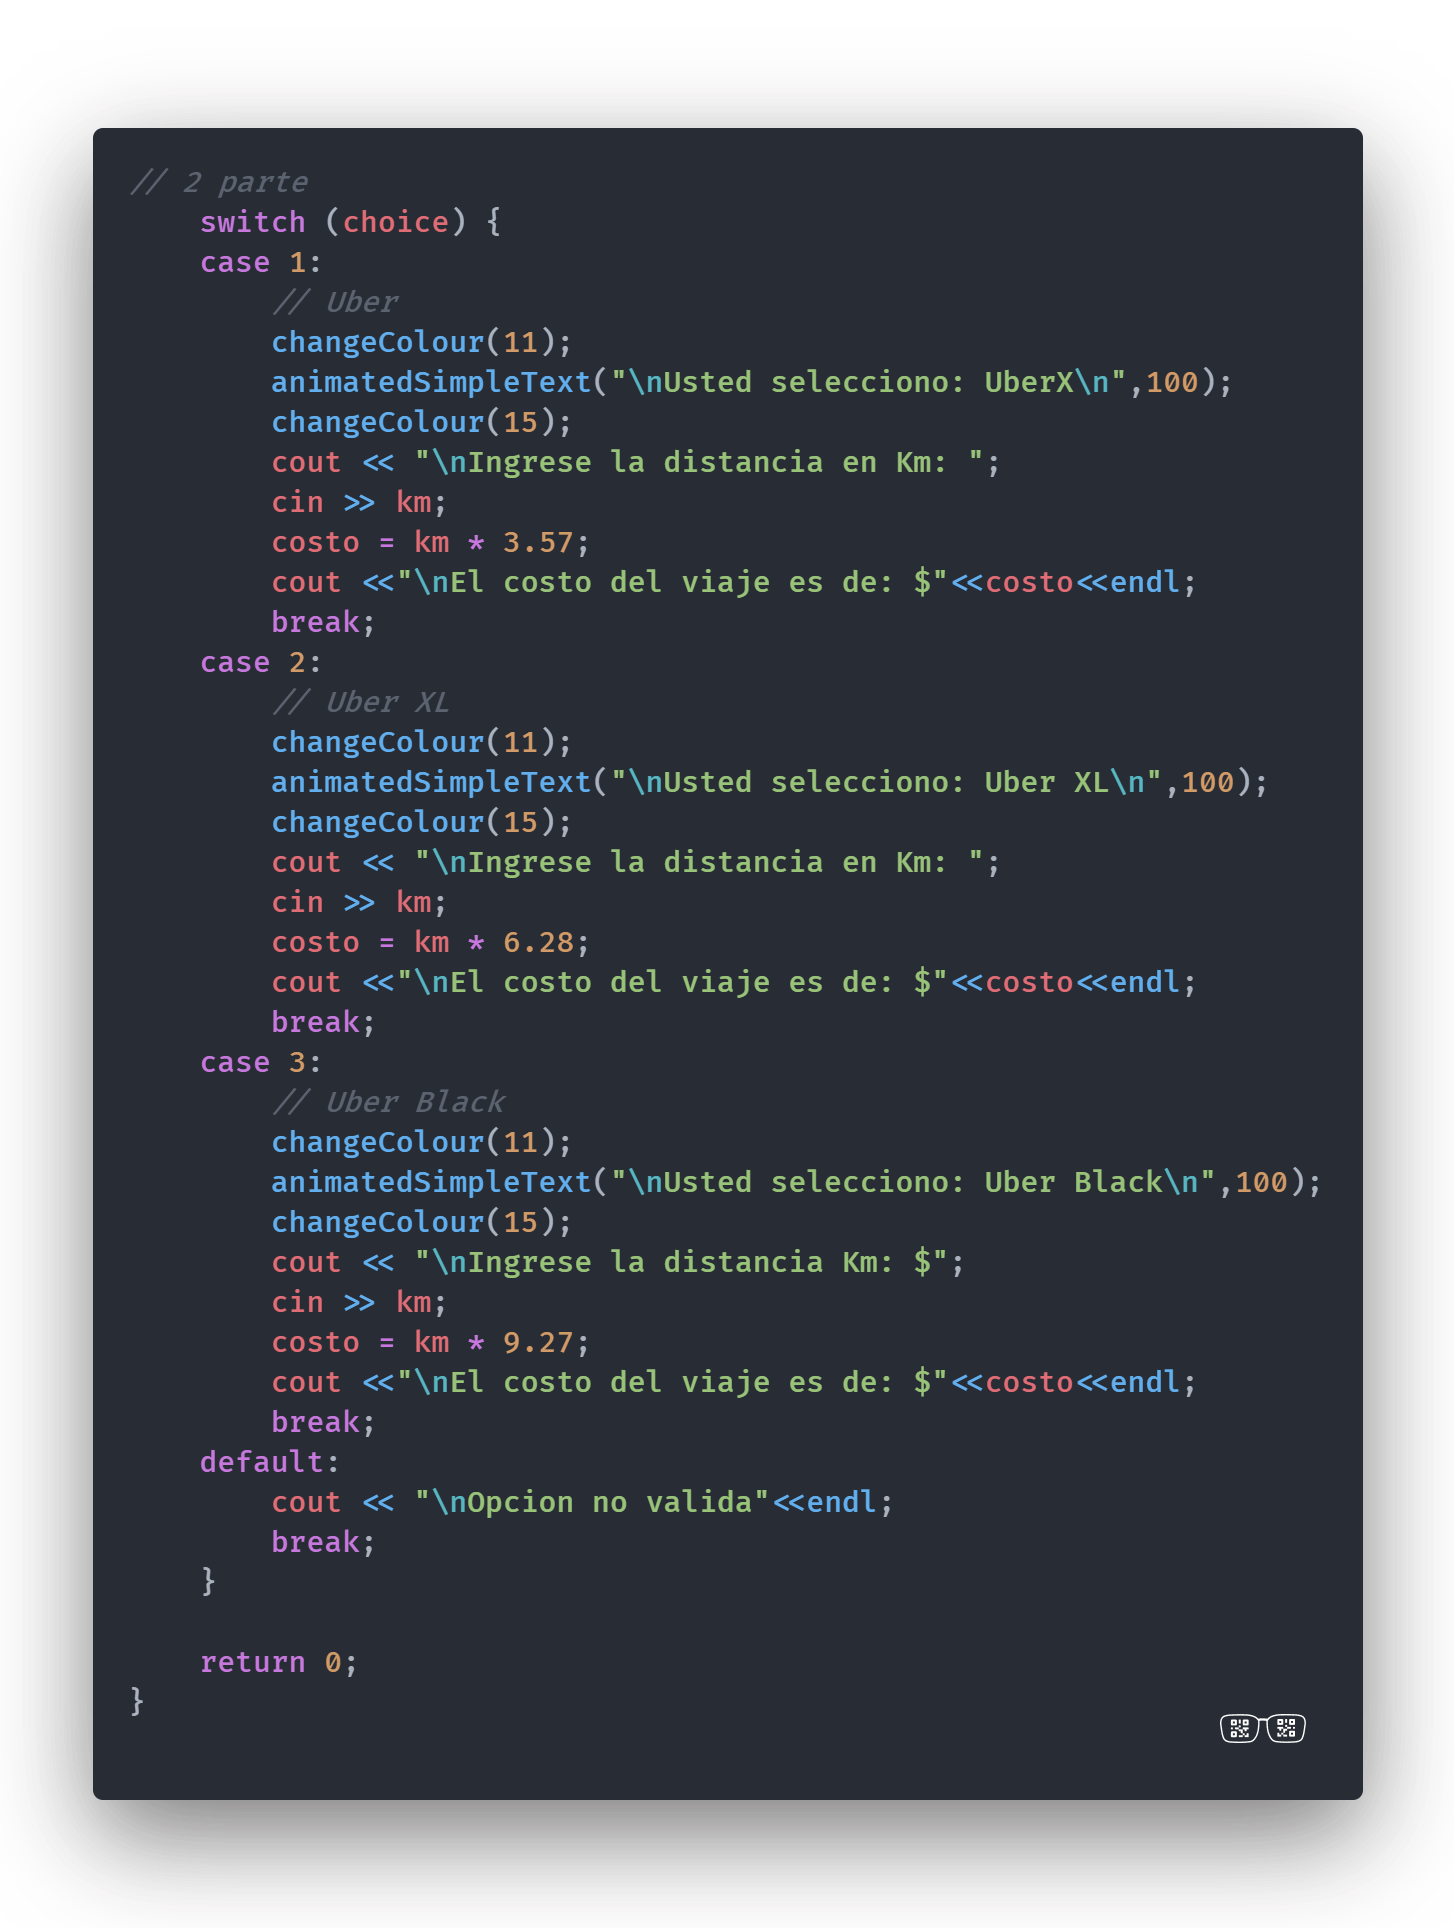 // 2 parte
    switch (choice) {
    case 1:
        // Uber
        changeColour(11);
        animatedSimpleText("\nUsted selecciono: UberX\n",100);
        changeColour(15);
        cout << "\nIngrese la distancia en Km: ";
        cin >> km;
        costo = km * 3.57;
        cout <<"\nEl costo del viaje es de: $"<<costo<<endl;
        break;
    case 2:
        // Uber XL
        changeColour(11);
        animatedSimpleText("\nUsted selecciono: Uber XL\n",100);
        changeColour(15);
        cout << "\nIngrese la distancia en Km: ";
        cin >> km;
        costo = km * 6.28;
        cout <<"\nEl costo del viaje es de: $"<<costo<<endl;
        break;
    case 3:
        // Uber Black
        changeColour(11);
        animatedSimpleText("\nUsted selecciono: Uber Black\n",100);
        changeColour(15);
        cout << "\nIngrese la distancia Km: $";
        cin >> km;
        costo = km * 9.27;
        cout <<"\nEl costo del viaje es de: $"<<costo<<endl;
        break;
    default:
        cout << "\nOpcion no valida"<<endl;
        break;
    }

    return 0;
}